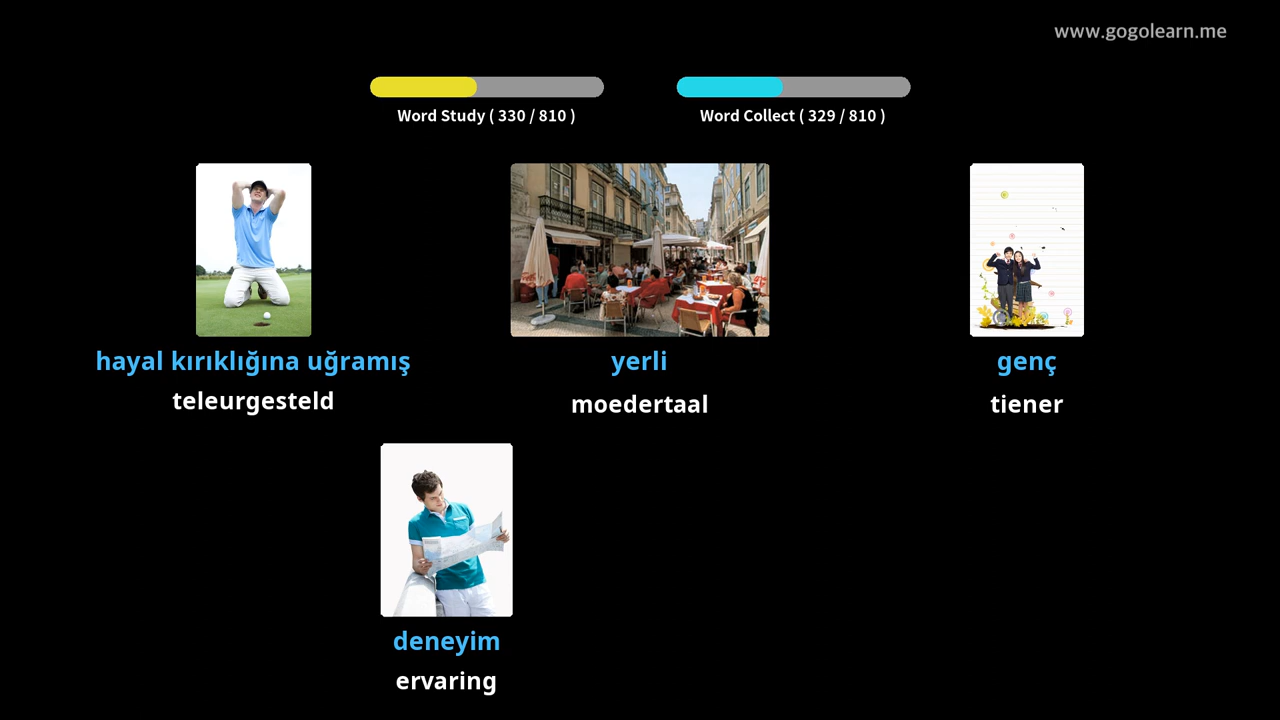 www.gogolearn.me
Word Study ( 330 / 810 )
Word Collect ( 329 / 810 )
hayal kırıklığına uğramış
teleurgesteld
yerli
moedertaal
genç
tiener
deneyim
ervaring